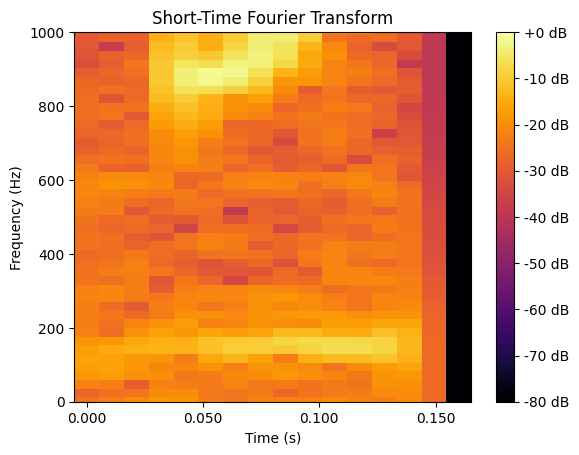 Short-Time Fourier Transform
1000
800
600
400
200
0
Frequency (Hz)
0.000
0.050
0.100
0.150
Time (s)
+0 dB
-10 dB
-20 dB
-30 dB
-40 dB
-50 dB
-60 dB
-70 dB
-80 dB